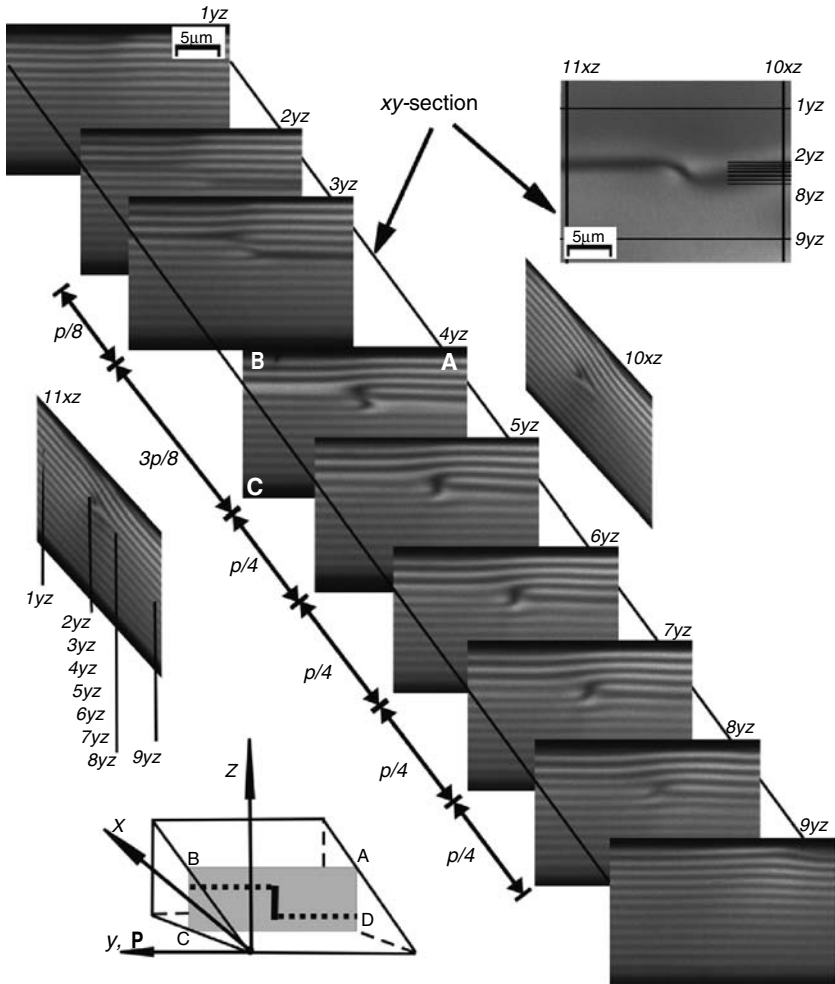 1yz
5µm
2yz
3yz
4yz
B
A
C
5yz
6yz
7yz
8yz
9yz
xy-section
11xz
10xz
1yz
2yz
8yz
9yz
5µm
10xz
p/8
3p/8
p/4
p/4
p/4
p/4
11xz
1yz
2yz
3yz
4yz
5yz
6yz
7yz
8yz
9yz
Z
X
B
A
C
D
y, P